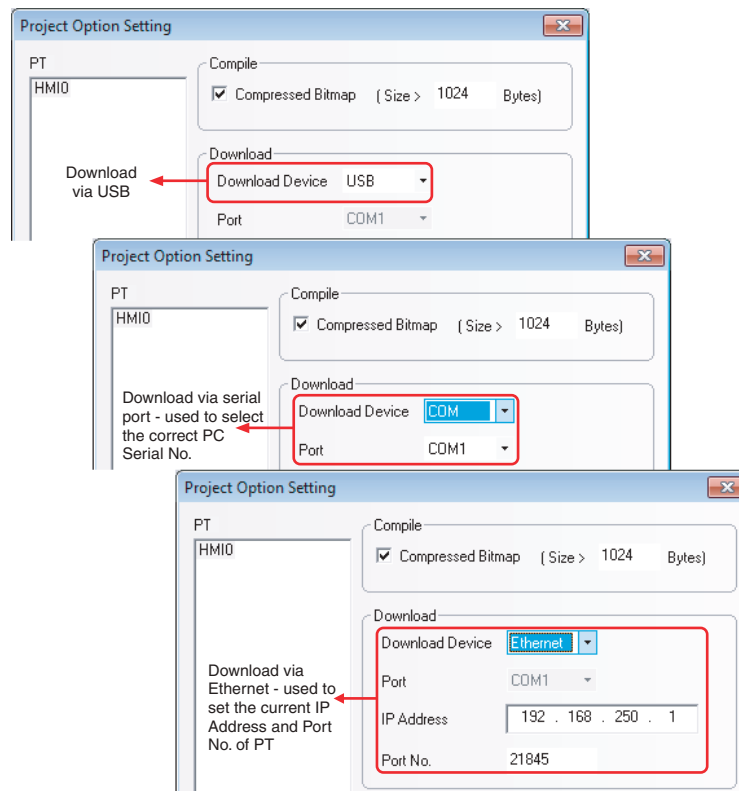 Project Option Setting
PT
HMI0
Compile
Compressed Bitmap ( Size > 1024 Bytes)
Download
Download Device USB
Port COM1
Download
via USB
Project Option Setting
PT
HMI0
Compile
Compressed Bitmap ( Size > 1024 Bytes)
Download
Download Device COM
Port COM1
Download via serial
port - used to select
the correct PC
Serial No.
Project Option Setting
PT
HMI0
Compile
Compressed Bitmap ( Size > 1024 Bytes)
Download
Download Device Ethernet
Port COM1
IP Address 192 . 168 . 250 . 1
Port No. 21845
Download via
Ethernet - used to
set the current IP
Address and Port
No. of PT